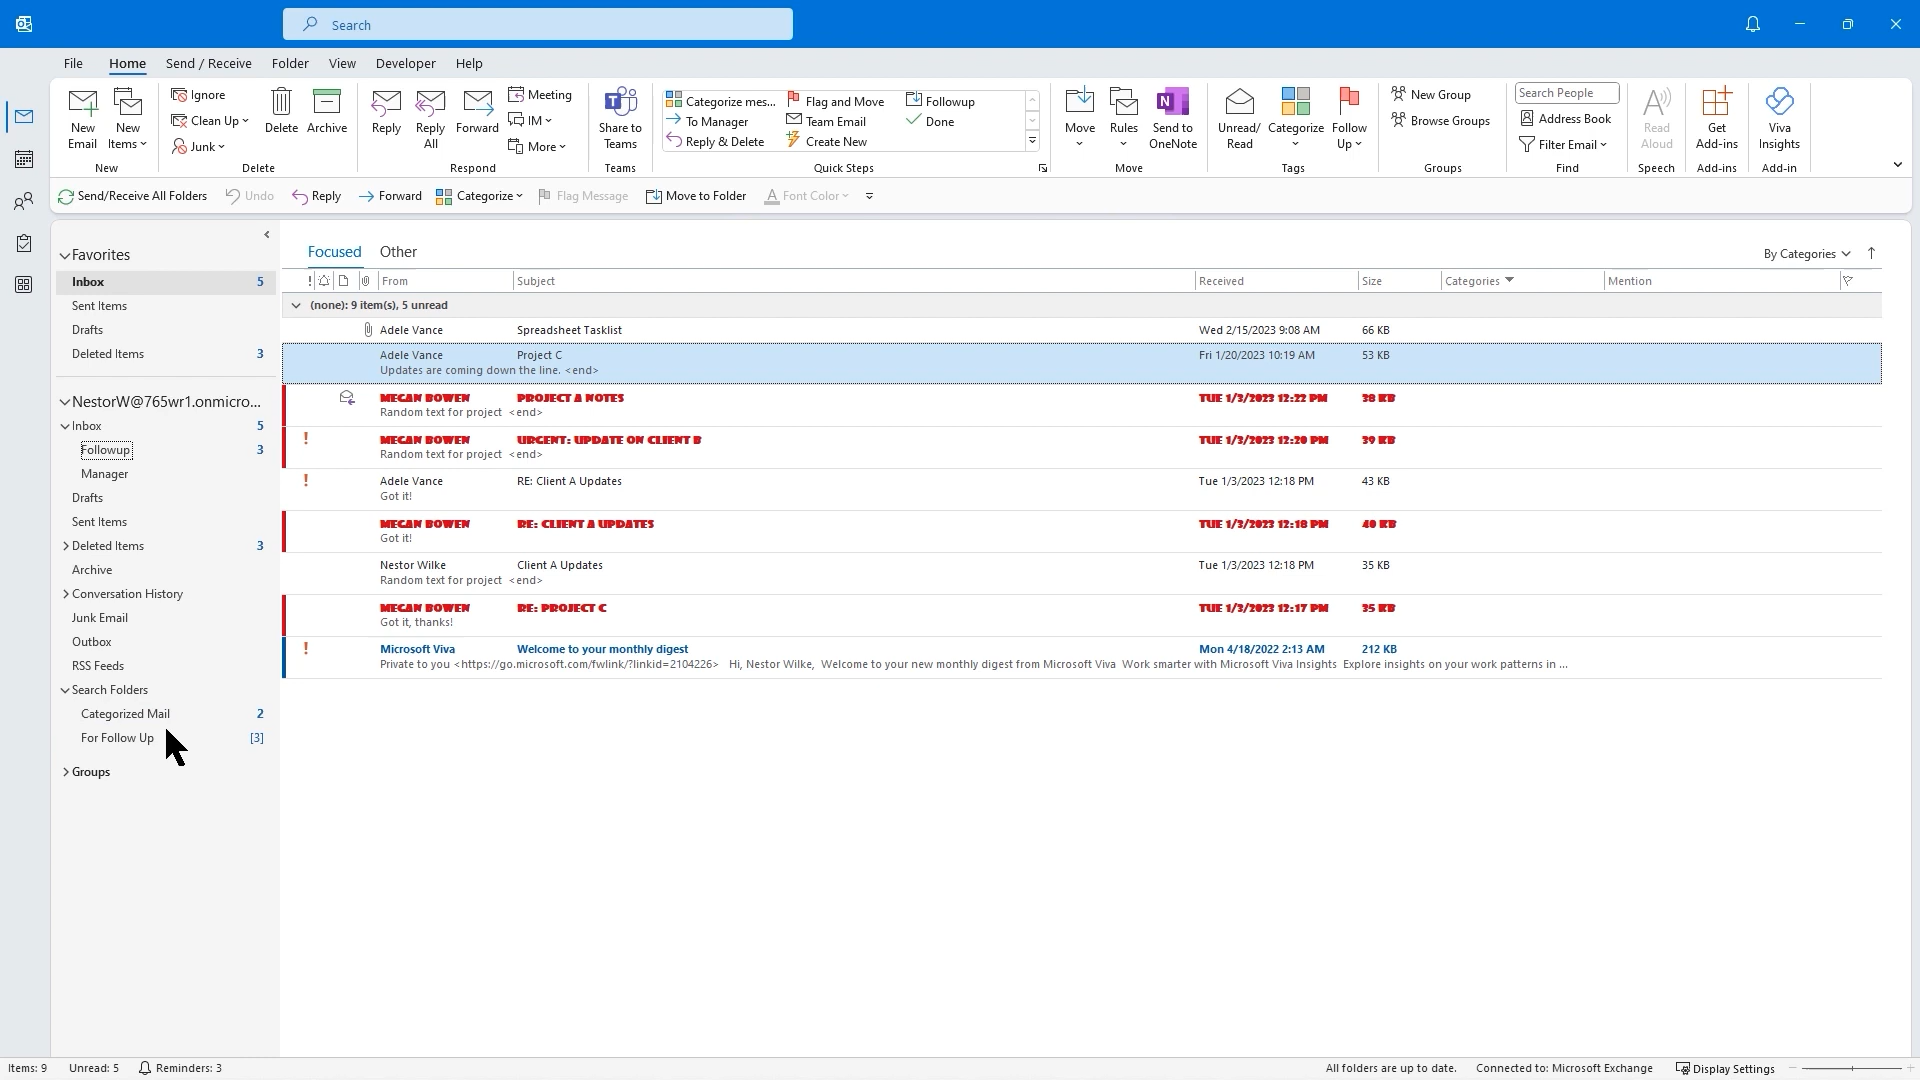 Search
File Home Send / Receive Folder View Developer Help
New Email
New Items
New
Ignore
Clean Up
Junk
Delete
Archive
Delete
Reply
Reply All
Forward
Meeting
IM
More
Respond
Share to Teams
Teams
Categorize mes... Flag and Move Followup
To Manager Team Email Done
Reply & Delete Create New
Quick Steps
Move
Rules
Send to OneNote
Move
Unread/ Read
Categorize
Follow Up
Tags
New Group
Browse Groups
Groups
Search People
Address Book
Filter Email
Find
Read Aloud
Speech
Get Add-ins
Add-ins
Viva Insights
Add-in
Send/Receive All Folders Undo Reply Forward Categorize Flag Message Move to Folder Font Color
Favorites
Inbox 5
Sent Items
Drafts
Deleted Items 3
NestorW@765wr1.onmicro...
Inbox 5
Followup 3
Manager
Drafts
Sent Items
Deleted Items 3
Archive
Conversation History
Junk Email
Outbox
RSS Feeds
Search Folders
Categorized Mail 2
For Follow Up [3]
Groups
Focused Other By Categories
! From Subject Received Size Categories Mention
(none): 9 item(s), 5 unread
Adele Vance Spreadsheet Tasklist Wed 2/15/2023 9:08 AM 66 KB
Adele Vance Project C Fri 1/20/2023 10:19 AM 53 KB
Updates are coming down the line. <end>
MEGAN BOWEN PROJECT A NOTES TUE 1/3/2023 12:22 PM 38 KB
Random text for project <end>
! MEGAN BOWEN URGENT: UPDATE ON CLIENT B TUE 1/3/2023 12:20 PM 39 KB
Random text for project <end>
! Adele Vance RE: Client A Updates Tue 1/3/2023 12:18 PM 43 KB
Got it!
MEGAN BOWEN RE: CLIENT A UPDATES TUE 1/3/2023 12:18 PM 40 KB
Got it!
Nestor Wilke Client A Updates Tue 1/3/2023 12:18 PM 35 KB
Random text for project <end>
MEGAN BOWEN RE: PROJECT C TUE 1/3/2023 12:17 PM 35 KB
Got it, thanks!
! Microsoft Viva Welcome to your monthly digest Mon 4/18/2022 2:13 AM 212 KB
Private to you <https://go.microsoft.com/fwlink/?linkid=2104226> Hi, Nestor Wilke, Welcome to your new monthly digest from Microsoft Viva Work smarter with Microsoft Viva Insights Explore insights on your work patterns in ...
Items: 9 Unread: 5 Reminders: 3 All folders are up to date. Connected to: Microsoft Exchange Display Settings